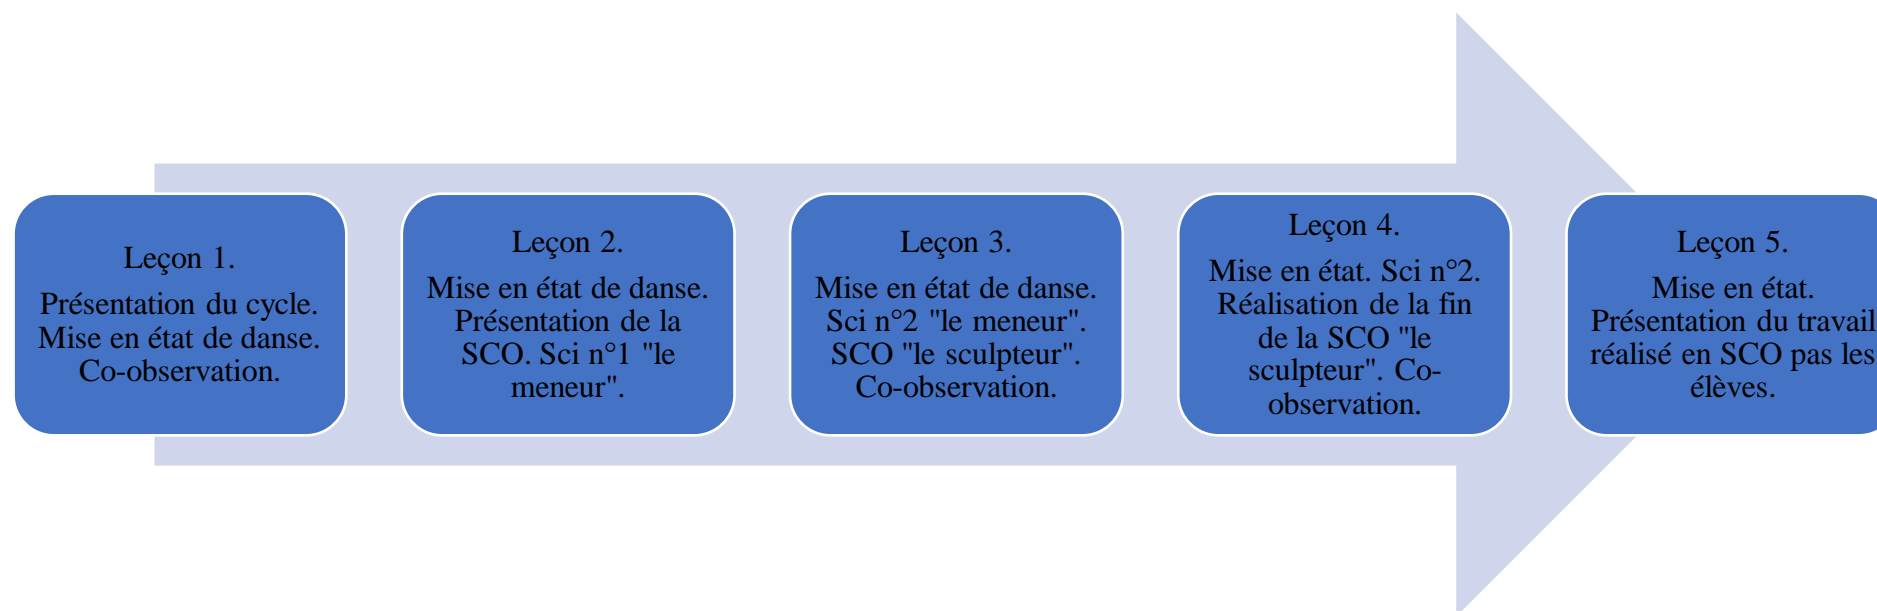 Leçon 1.
Présentation du cycle.
Mise en état de danse.
Co-observation.
Leçon 2.
Mise en état de danse.
Présentation de la
SCO. Sci n°1 "le
meneur".
Leçon 3.
Mise en état de danse.
Sci n°2 "le meneur".
SCO "le sculpteur".
Co-observation.
Leçon 4.
Mise en état. Sci n°2.
Réalisation de la fin
de la SCO "le
sculpteur". Co-
observation.
Leçon 5.
Mise en état.
Présentation du travail
réalisé en SCO pas les
élèves.